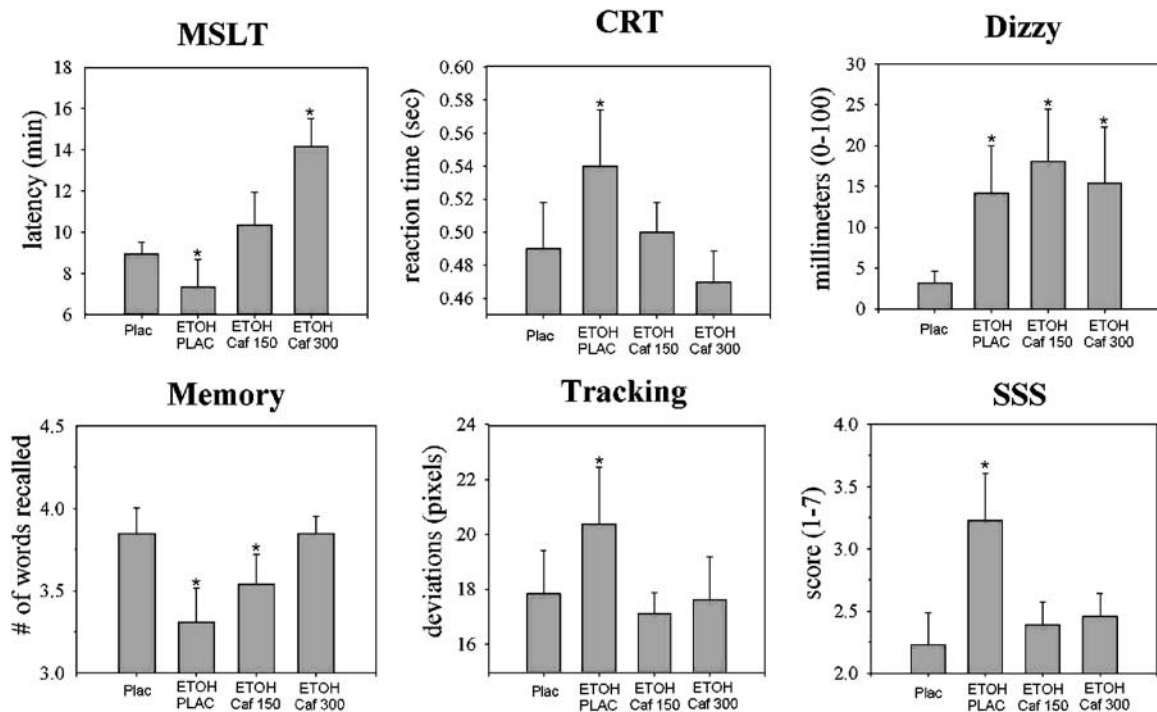 MSLT
latency (min)
18
16
14
12
10
8
6
*
*
Plac
ETOH PLAC
ETOH Caf 150
ETOH Caf 300
CRT
reaction time (sec)
0.60
0.58
0.56
0.54
0.52
0.50
0.48
0.46
*
Plac
ETOH PLAC
ETOH Caf 150
ETOH Caf 300
Dizzy
millimeters (0-100)
30
25
20
15
10
5
0
*
*
*
Plac
ETOH PLAC
ETOH Caf 150
ETOH Caf 300
Memory
# of words recalled
4.5
4.0
3.5
3.0
*
*
Plac
ETOH PLAC
ETOH Caf 150
ETOH Caf 300
Tracking
deviations (pixels)
24
22
20
18
16
*
Plac
ETOH PLAC
ETOH Caf 150
ETOH Caf 300
SSS
score (1-7)
4.0
3.5
3.0
2.5
2.0
*
Plac
ETOH PLAC
ETOH Caf 150
ETOH Caf 300